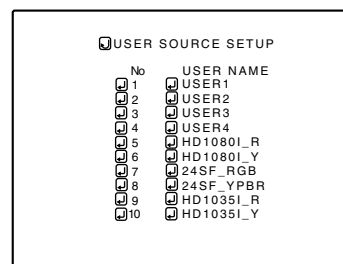 USER SOURCE SETUP
No USER NAME
1 USER1
2 USER2
3 USER3
4 USER4
5 HD1080I_R
6 HD1080I_Y
7 24SF_RGB
8 24SF_YPBR
9 HD1035I_R
10 HD1035I_Y